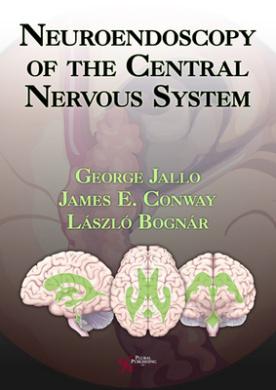 NEUROENDOSCOPY
OF THE CENTRAL
NERVOUS SYSTEM
GEORGE JALLO
JAMES E. CONWAY
LÁSZLÓ BOGNÁR
PLURAL
PUBLISHING